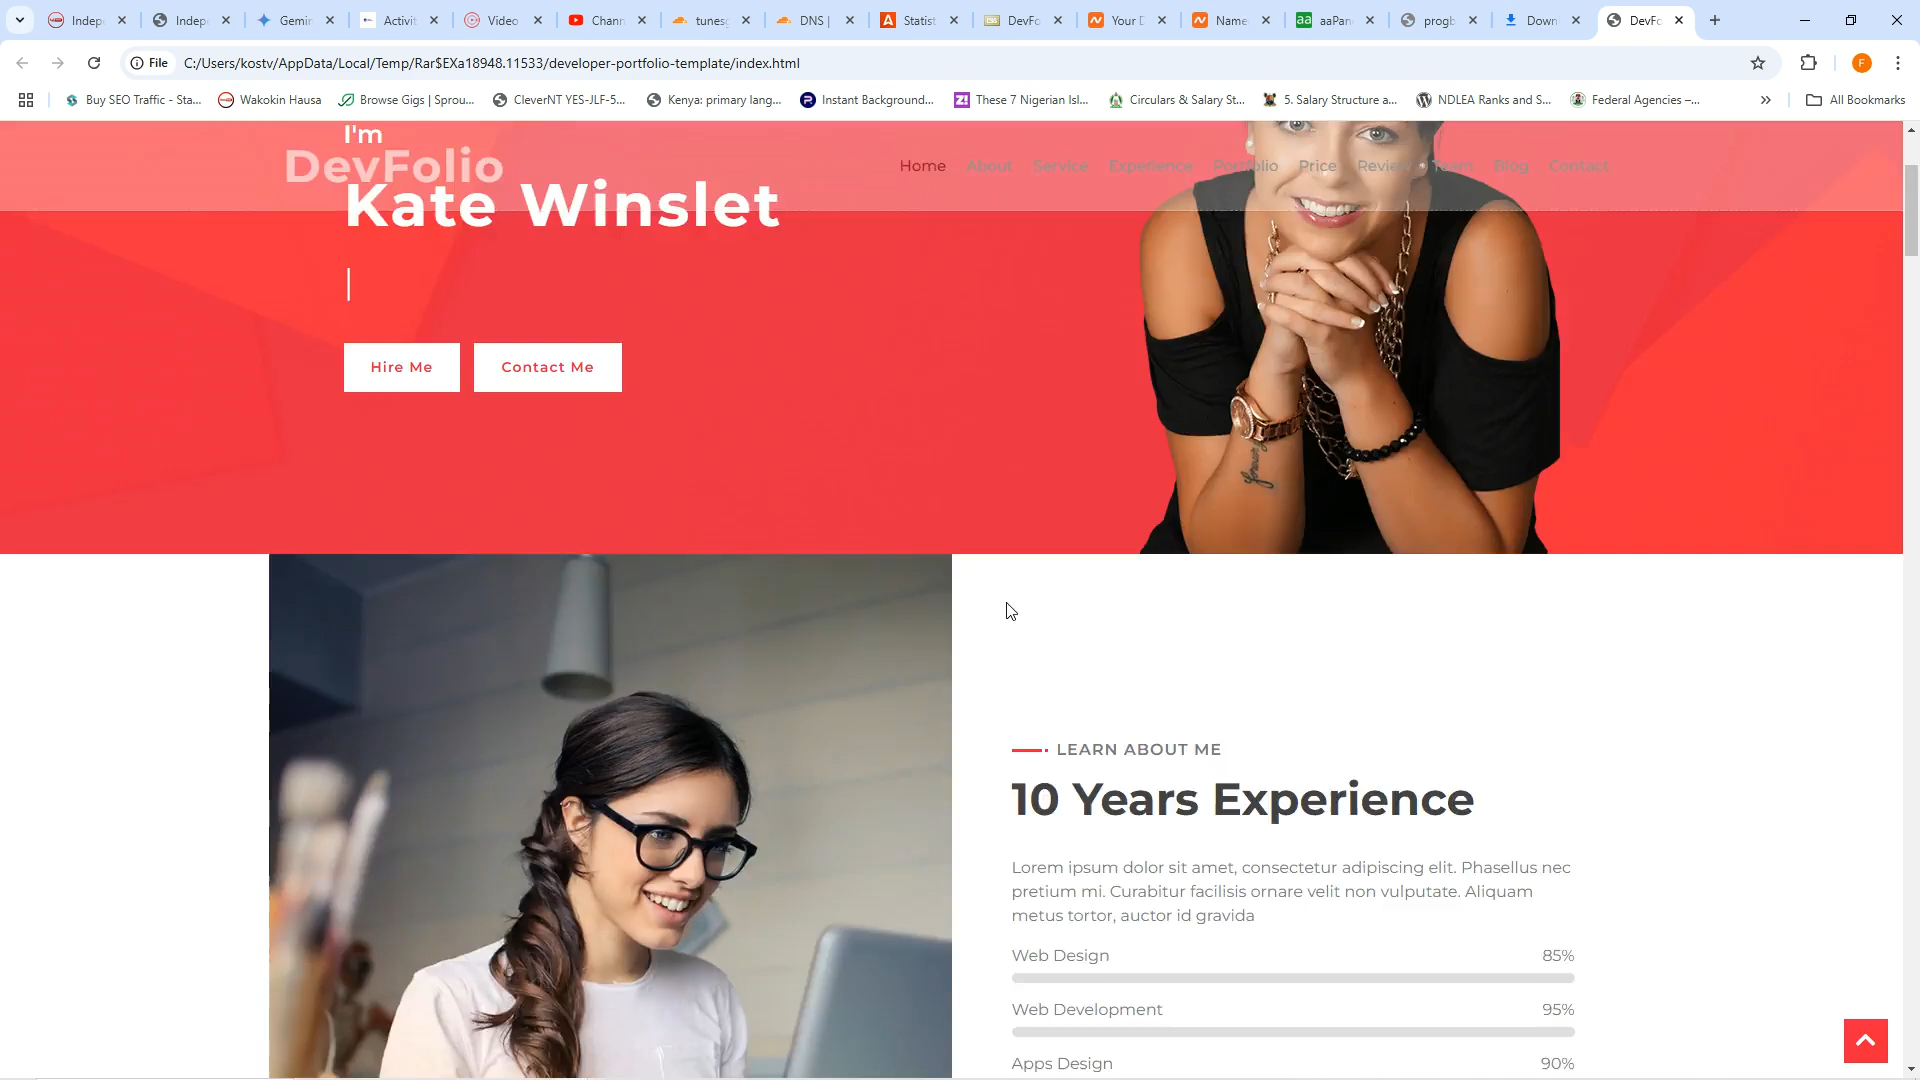 Indepe
Indepe
Gemin
Activit
Video
Chann
tunesc
DNS |
Statist
DevFo
Your D
Name
aaPan
progb
Down
DevFo
File
C:/Users/kostv/AppData/Local/Temp/Rar$EXa18948.11533/developer-portfolio-template/index.html
F
Buy SEO Traffic - Sta...
Wakokin Hausa
Browse Gigs | Sprou...
CleverNT YES-JLF-5...
Kenya: primary lang...
Instant Background...
These 7 Nigerian Isl...
Circulars & Salary St...
5. Salary Structure a...
NDLEA Ranks and S...
Federal Agencies –...
All Bookmarks
I'm
DevFolio
Home About Service Experience Portfolio Price Review Team Blog Contact
Kate Winslet
Hire Me
Contact Me
LEARN ABOUT ME
10 Years Experience
Lorem ipsum dolor sit amet, consectetur adipiscing elit. Phasellus nec
pretium mi. Curabitur facilisis ornare velit non vulputate. Aliquam
metus tortor, auctor id gravida
Web Design 85%
Web Development 95%
Apps Design 90%